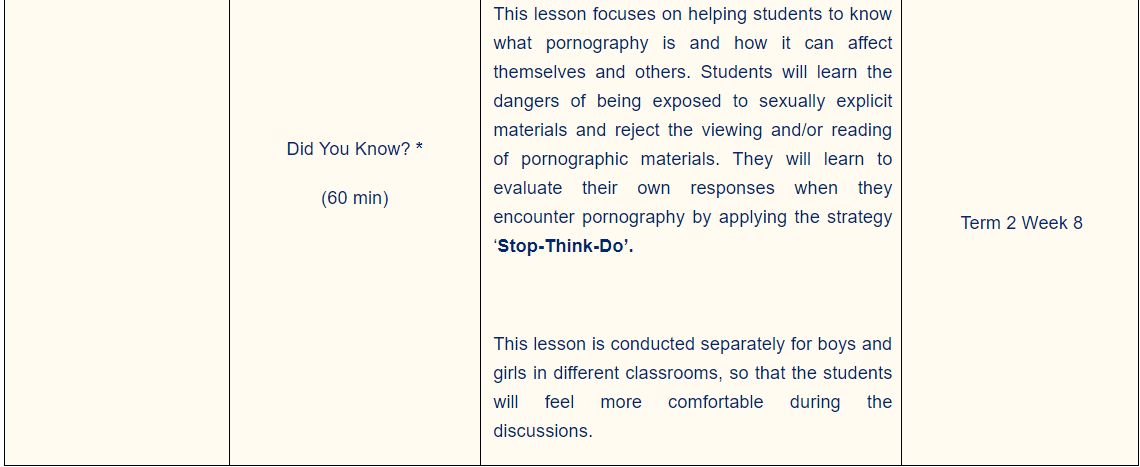 Did You Know? *
(60 min)
This lesson focuses on helping students to know
what pornography is and how it can affect
themselves and others. Students will learn the
dangers of being exposed to sexually explicit
materials and reject the viewing and/or reading
of pornographic materials. They will learn to
evaluate their own responses when they
encounter pornography by applying the strategy
‘Stop-Think-Do’.
This lesson is conducted separately for boys and
girls in different classrooms, so that the students
will feel more comfortable during the
discussions.
Term 2 Week 8